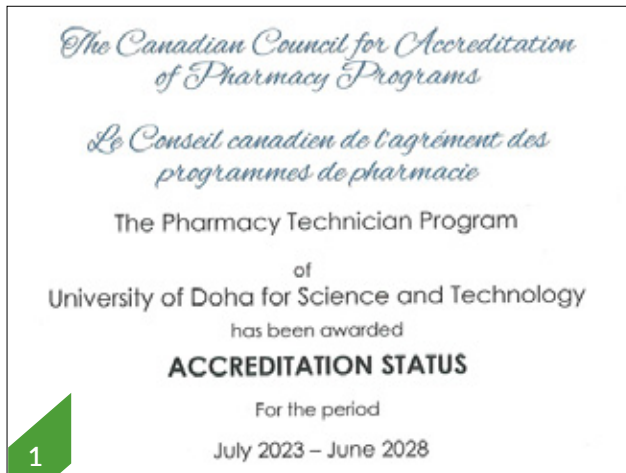 The Canadian Council for Accreditation
of Pharmacy Programs
Le Conseil canadien de l'agrément des
programmes de pharmacie
The Pharmacy Technician Program
of
University of Doha for Science and Technology
has been awarded
ACCREDITATION STATUS
For the period
July 2023 – June 2028
1